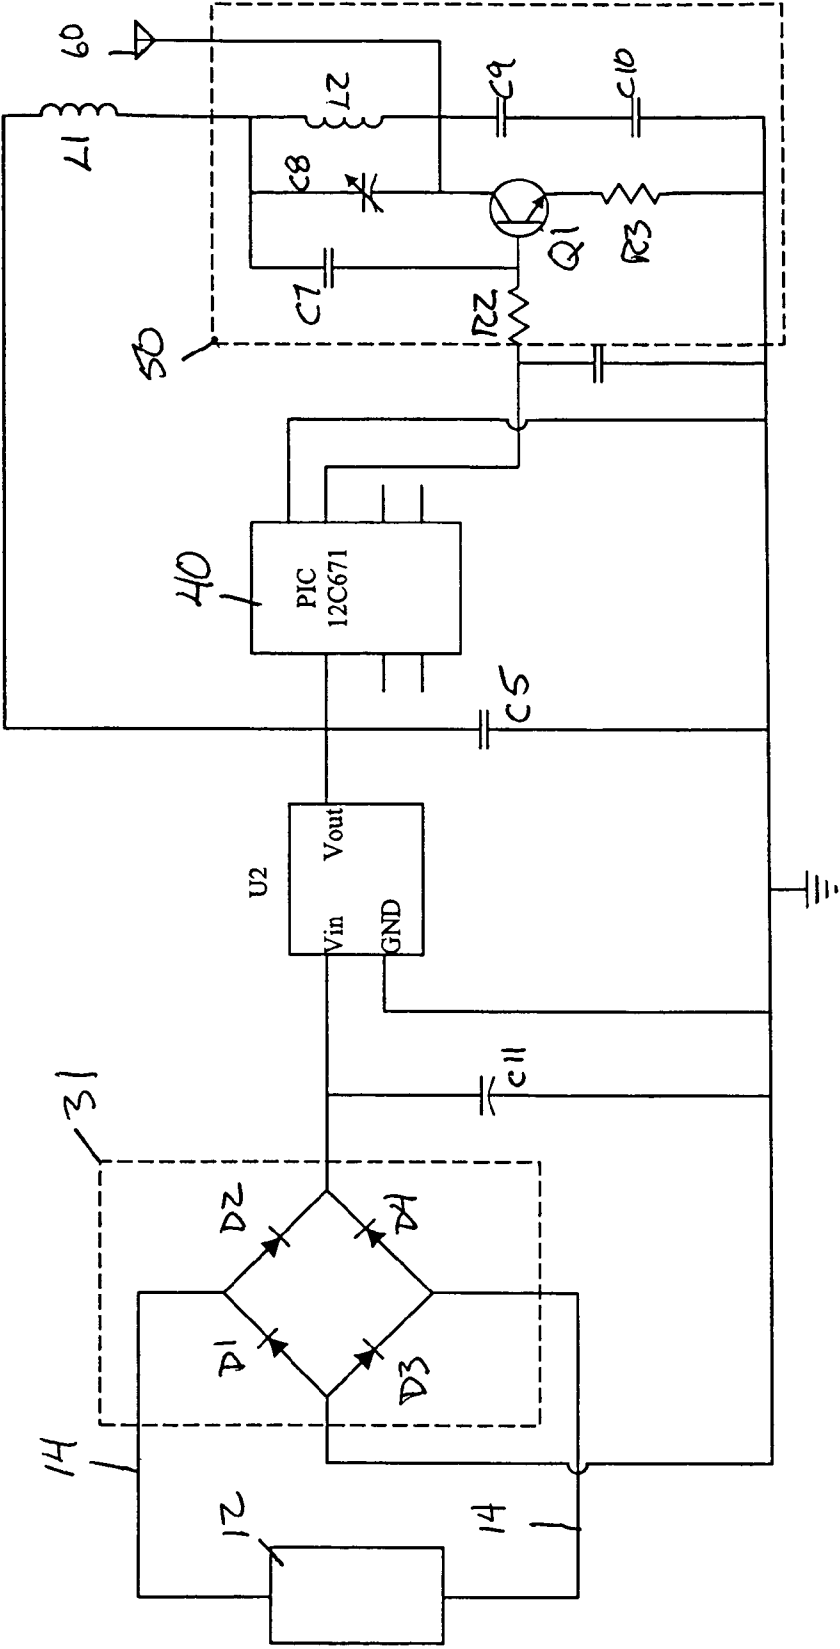 12
14
14
31
D1
D2
D3
D4
C11
U2
Vin
Vout
GND
C5
40
PIC
12C671
50
R2
C7
C8
L1
L2
60
C9
C10
Q1
R3